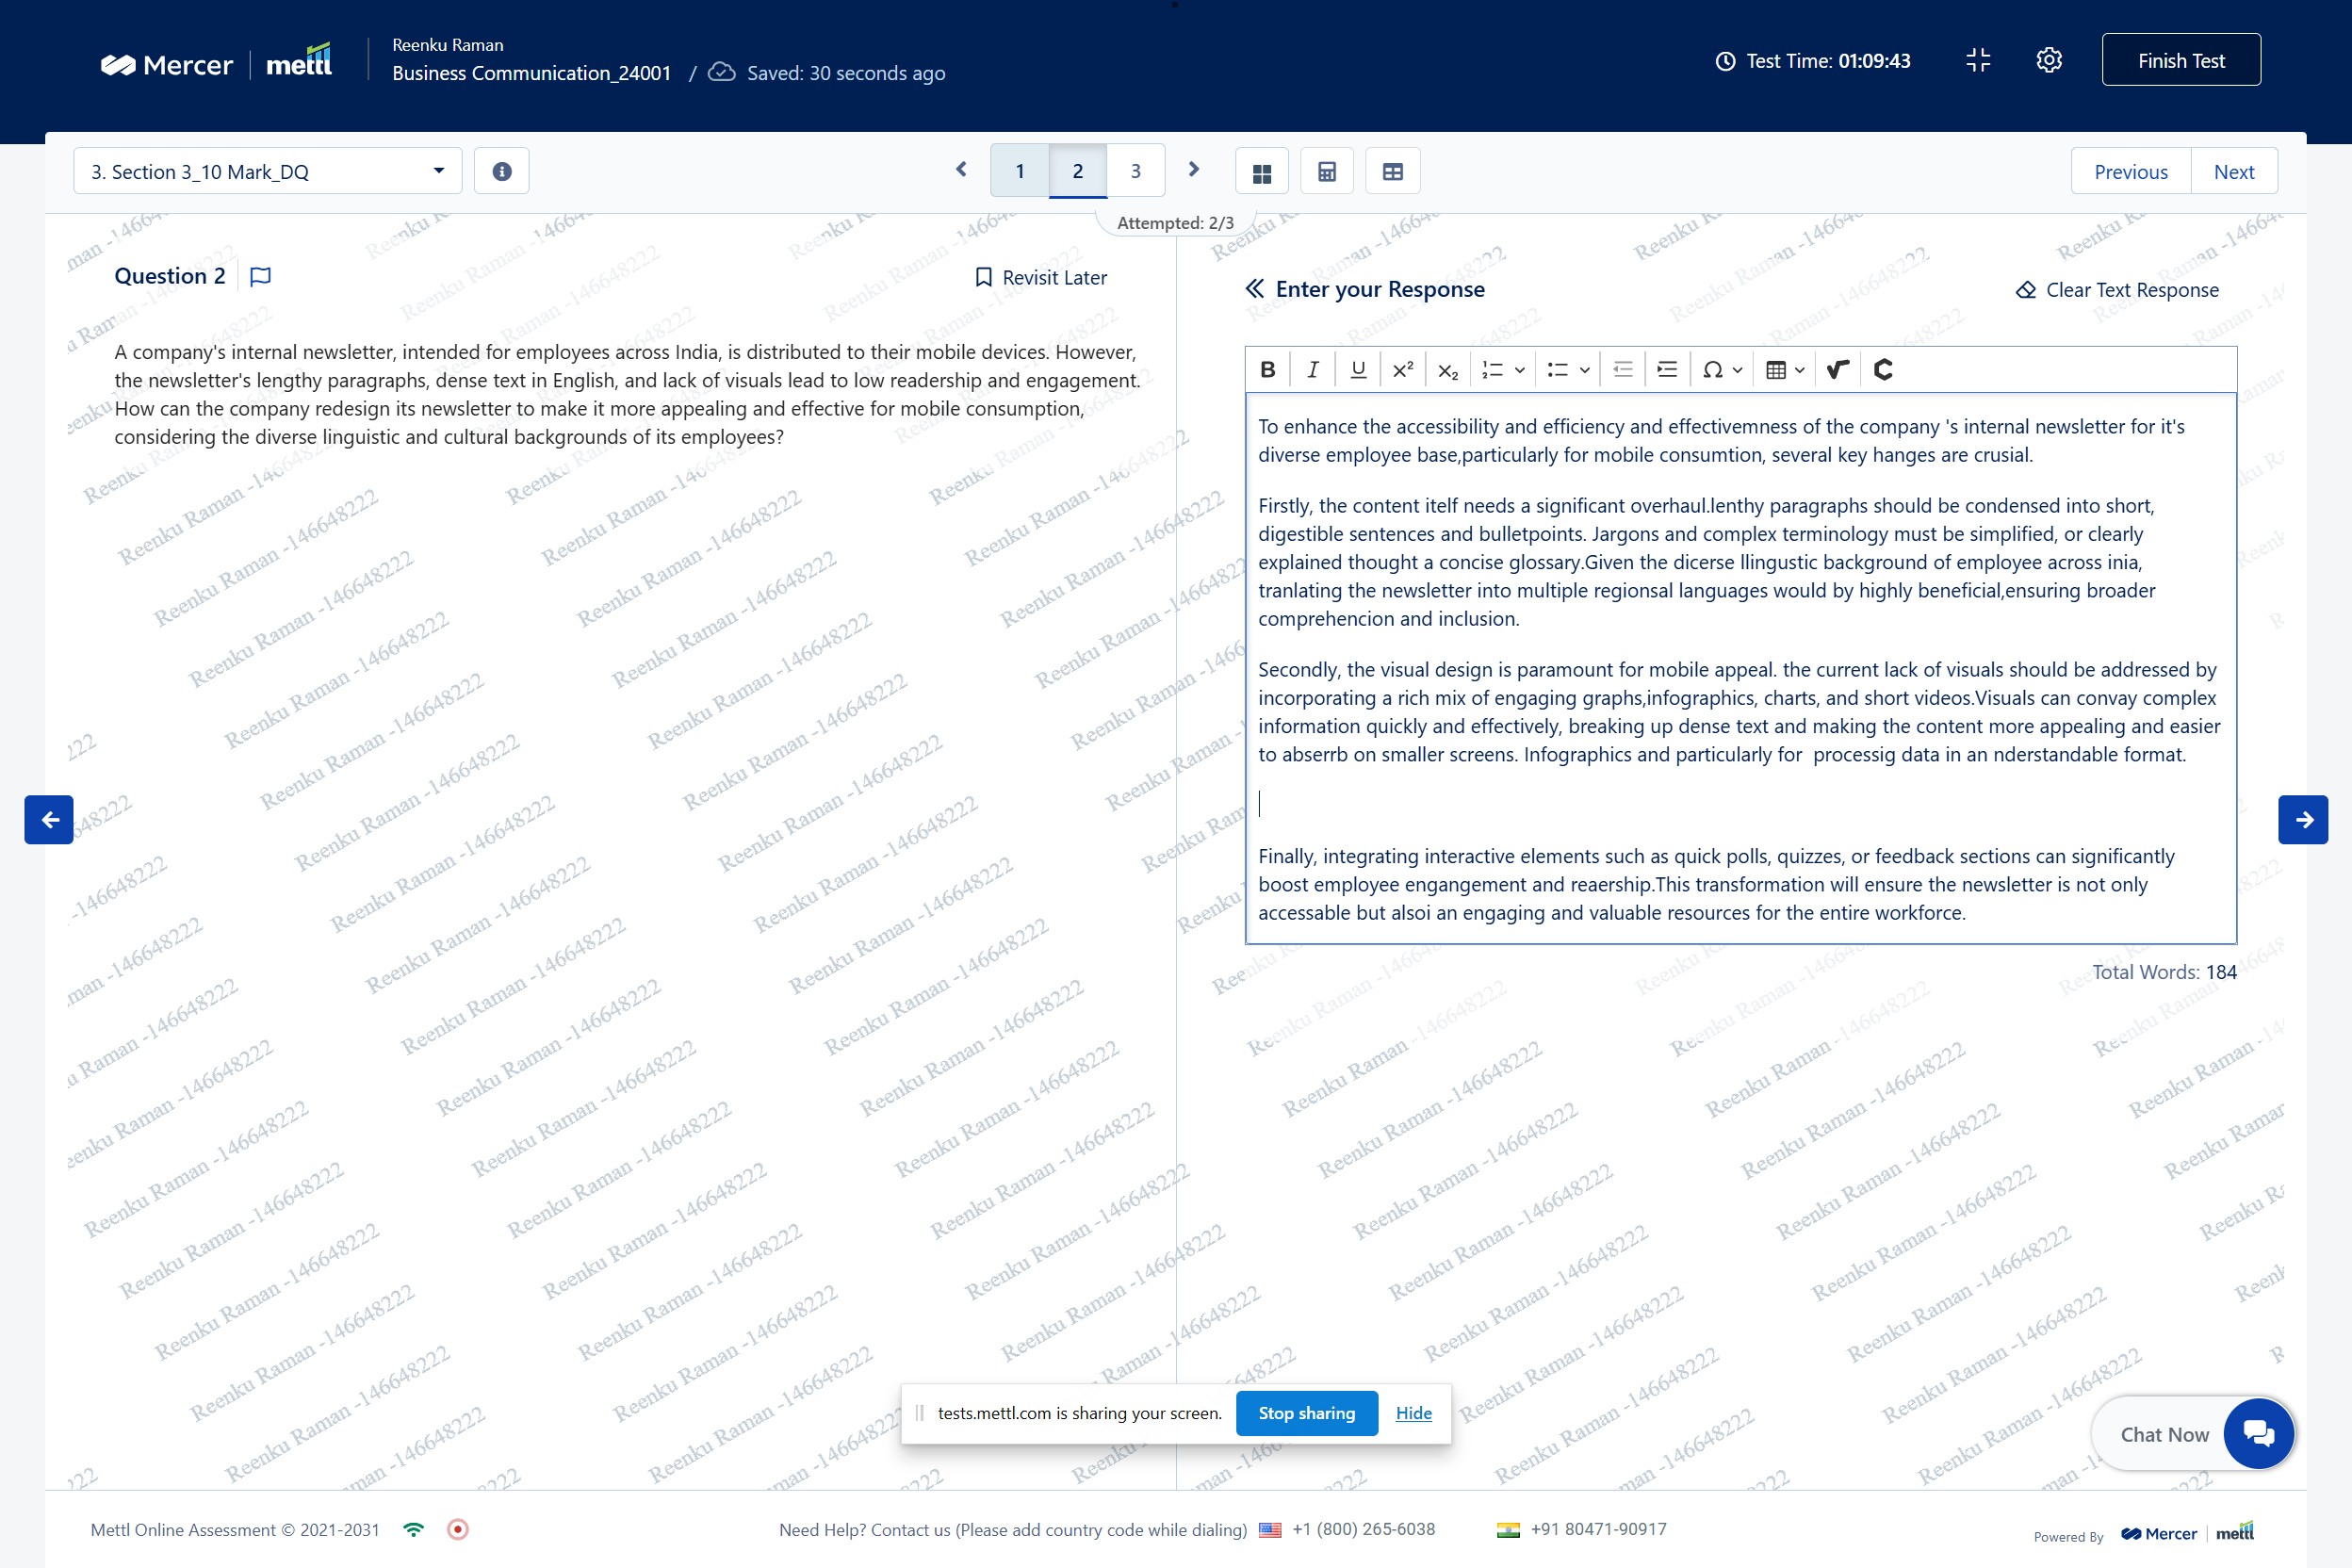 Mercer mettl
Reenku Raman
Business Communication_24001 / Saved: 30 seconds ago
Test Time: 01:09:43
Finish Test
3. Section 3_10 Mark_DQ
1 2 3
Previous Next
Attempted: 2/3
Question 2
Revisit Later
A company's internal newsletter, intended for employees across India, is distributed to their mobile devices. However,
the newsletter's lengthy paragraphs, dense text in English, and lack of visuals lead to low readership and engagement.
How can the company redesign its newsletter to make it more appealing and effective for mobile consumption,
considering the diverse linguistic and cultural backgrounds of its employees?
Enter your Response
Clear Text Response
B I U x² x₂ Ω
To enhance the accessibility and efficiency and effectivemness of the company 's internal newsletter for it's
diverse employee base,particularly for mobile consumtion, several key hanges are crusial.
Firstly, the content itelf needs a significant overhaul.lenthy paragraphs should be condensed into short,
digestible sentences and bulletpoints. Jargons and complex terminology must be simplified, or clearly
explained thought a concise glossary.Given the dicerse llingustic background of employee across inia,
tranlating the newsletter into multiple regionsal languages would by highly beneficial,ensuring broader
comprehencion and inclusion.
Secondly, the visual design is paramount for mobile appeal. the current lack of visuals should be addressed by
incorporating a rich mix of engaging graphs,infographics, charts, and short videos.Visuals can convay complex
information quickly and effectively, breaking up dense text and making the content more appealing and easier
to abserrb on smaller screens. Infographics and particularly for  processig data in an nderstandable format.
Finally, integrating interactive elements such as quick polls, quizzes, or feedback sections can significantly
boost employee engangement and reaership.This transformation will ensure the newsletter is not only
accessable but alsoi an engaging and valuable resources for the entire workforce.
Total Words: 184
Reenku Raman -146648222
tests.mettl.com is sharing your screen.
Stop sharing
Hide
Chat Now
Mettl Online Assessment © 2021-2031
Need Help? Contact us (Please add country code while dialing) +1 (800) 265-6038 +91 80471-90917
Powered By Mercer mettl